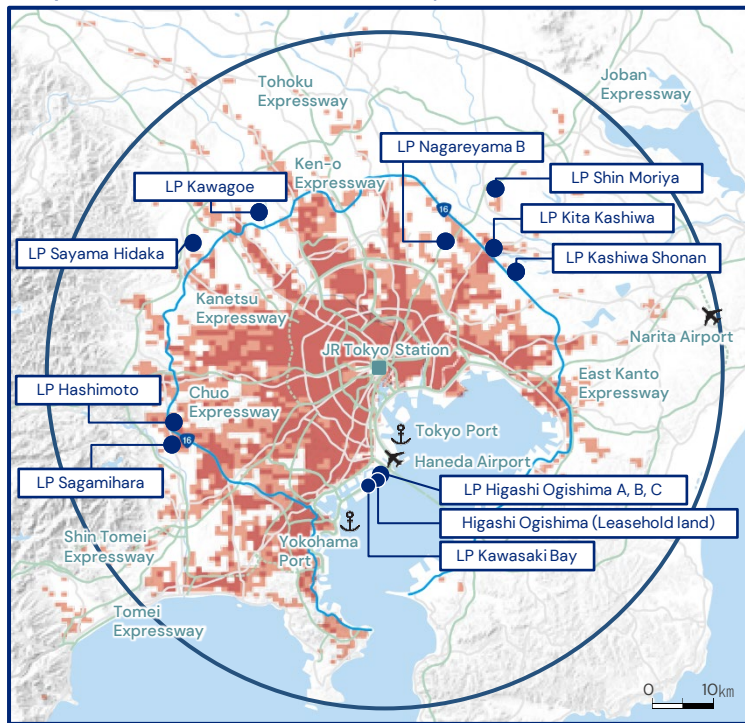 Tohoku
Expressway
Joban
Expressway
LP Nagareyama B
Ken-o
Expressway
LP Shin Moriya
LP Kawagoe
16
LP Kita Kashiwa
LP Sayama Hidaka
LP Kashiwa Shonan
Kanetsu
Expressway
Narita Airport
JR Tokyo Station
East Kanto
Expressway
LP Hashimoto
Chuo
Expressway
Tokyo Port
16
Haneda Airport
LP Sagamihara
LP Higashi Ogishima A, B, C
Higashi Ogishima (Leasehold land)
Shin Tomei
Expressway
Yokohama
Port
LP Kawasaki Bay
Tomei
Expressway
0 10km